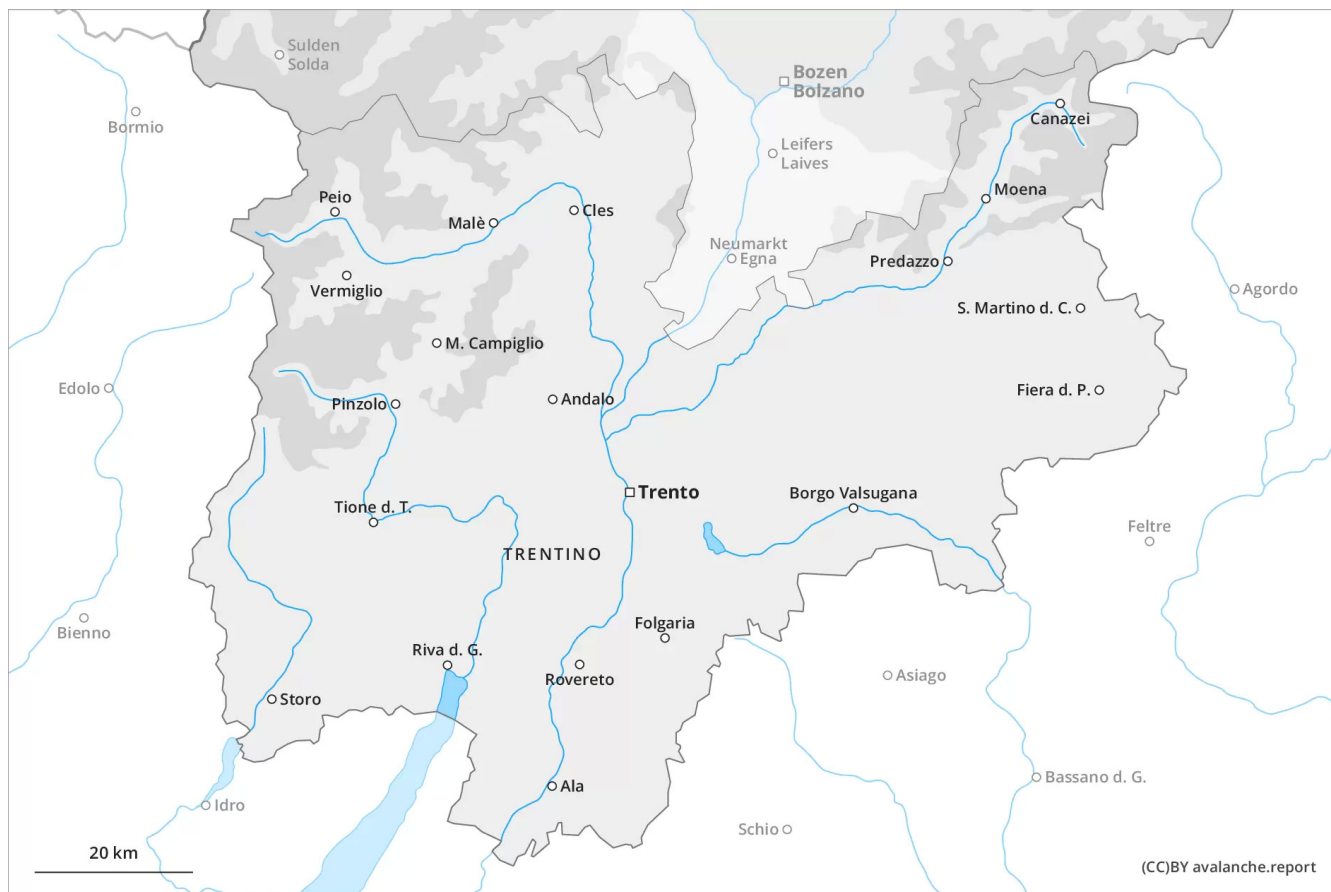 Sulden
Solda
Bozen
Bolzano
Bormio
Canazei
Leifers
Laives
Peio
Malè
Cles
Moena
Neumarkt
Egna
Predazzo
Vermiglio
Agordo
S. Martino d. C.
M. Campiglio
Edolo
Pinzolo
Andalo
Fiera d. P.
Trento
Borgo Valsugana
Tione d. T.
Feltre
TRENTINO
Bienno
Folgaria
Riva d. G.
Rovereto
Asiago
Storo
Bassano d. G.
Ala
Idro
Schio
20 km
(CC)BY avalanche.report